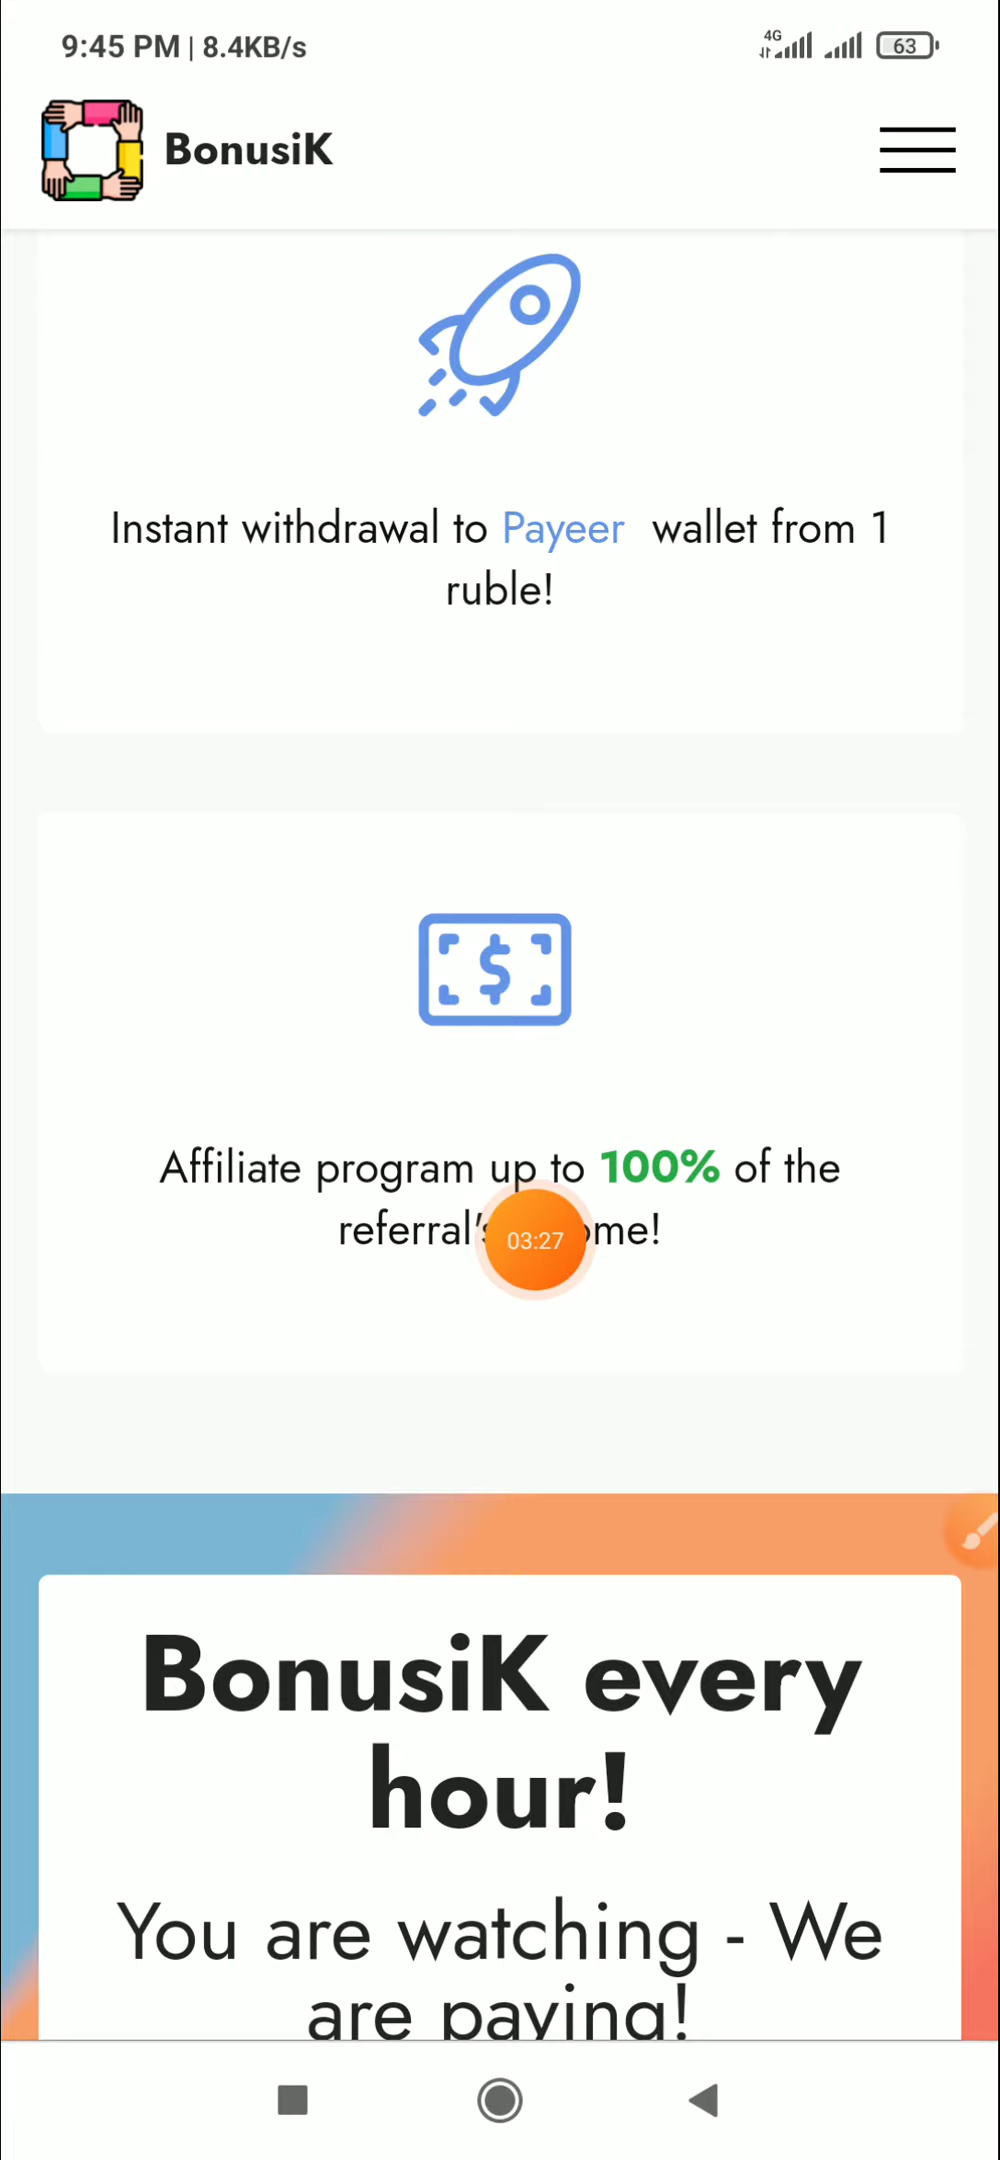 9:45 PM | 8.4KB/s 4G 63
BonusiK
Instant withdrawal to Payeer wallet from 1
ruble!
$
Affiliate program up to 100% of the
referral's ome!
03:27
BonusiK every
hour!
You are watching - We
are paying!